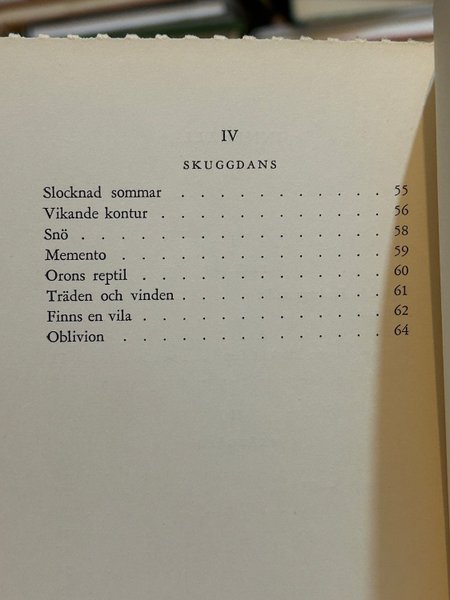 IV
SKUGGDANS
Slocknad sommar . . . . . . . . . . . 55
Vikande kontur . . . . . . . . . . . . 56
Snö . . . . . . . . . . . . . . . . 58
Memento . . . . . . . . . . . . . . 59
Orons reptil . . . . . . . . . . . . . 60
Träden och vinden . . . . . . . . . . . 61
Finns en vila . . . . . . . . . . . . . 62
Oblivion . . . . . . . . . . . . . . 64